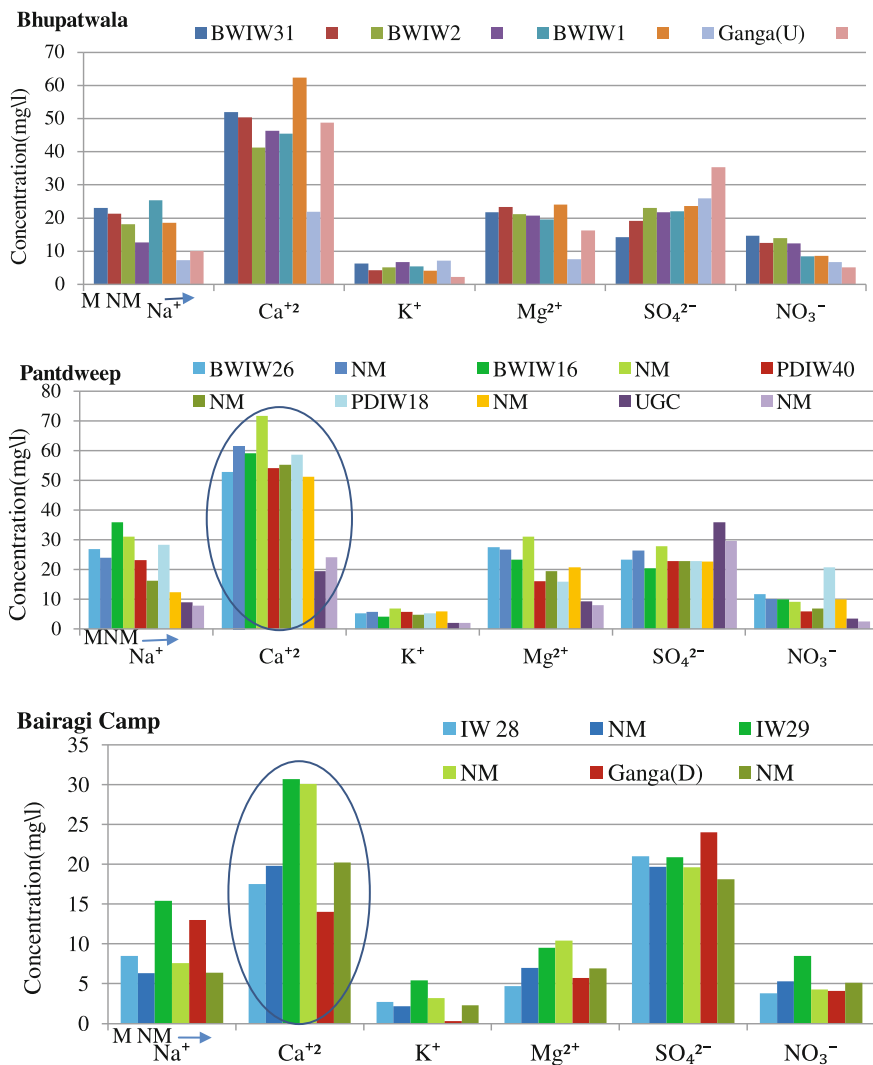 Bhupatwala
BWIW31 BWIW2 BWIW1 Ganga(U)
Concentration(mg\l)
70
60
50
40
30
20
10
0
M NM
Na⁺ Ca⁺² K⁺ Mg²⁺ SO₄²⁻ NO₃⁻
Pantdweep
BWIW26 NM BWIW16 NM PDIW40
NM PDIW18 NM UGC NM
Concentration(mg\l)
80
70
60
50
40
30
20
10
0
MNM
Na⁺ Ca⁺² K⁺ Mg²⁺ SO₄²⁻ NO₃⁻
Bairagi Camp
IW 28 NM IW29
NM Ganga(D) NM
Concentration(mg\l)
35
30
25
20
15
10
5
0
M NM
Na⁺ Ca⁺² K⁺ Mg²⁺ SO₄²⁻ NO₃⁻